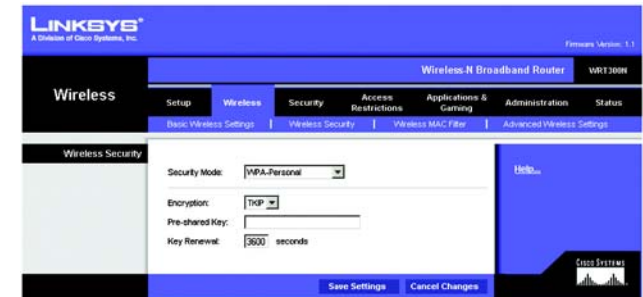 LINKSYS®
A Division of Cisco Systems, Inc.
Firmware Version: 1.1
Wireless-N Broadband Router WRT300N
Wireless
Setup Wireless Security Access Restrictions Applications & Gaming Administration Status
Basic Wireless Settings | Wireless Security | Wireless MAC Filter | Advanced Wireless Settings
Wireless Security
Help...
Security Mode: WPA-Personal
Encryption: TKIP
Pre-shared Key:
Key Renewal: 3600 seconds
CISCO SYSTEMS
Save Settings Cancel Changes